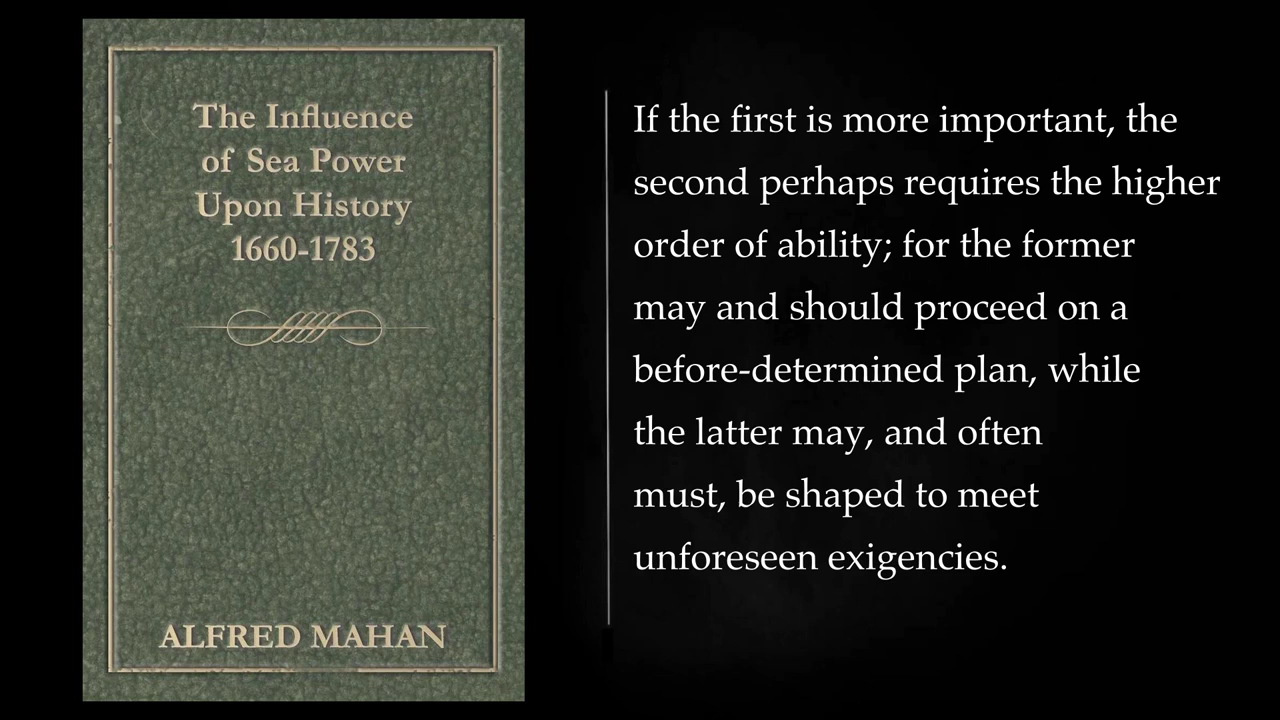 The Influence
of Sea Power
Upon History
1660-1783
ALFRED MAHAN
If the first is more important, the
second perhaps requires the higher
order of ability; for the former
may and should proceed on a
before-determined plan, while
the latter may, and often
must, be shaped to meet
unforeseen exigencies.